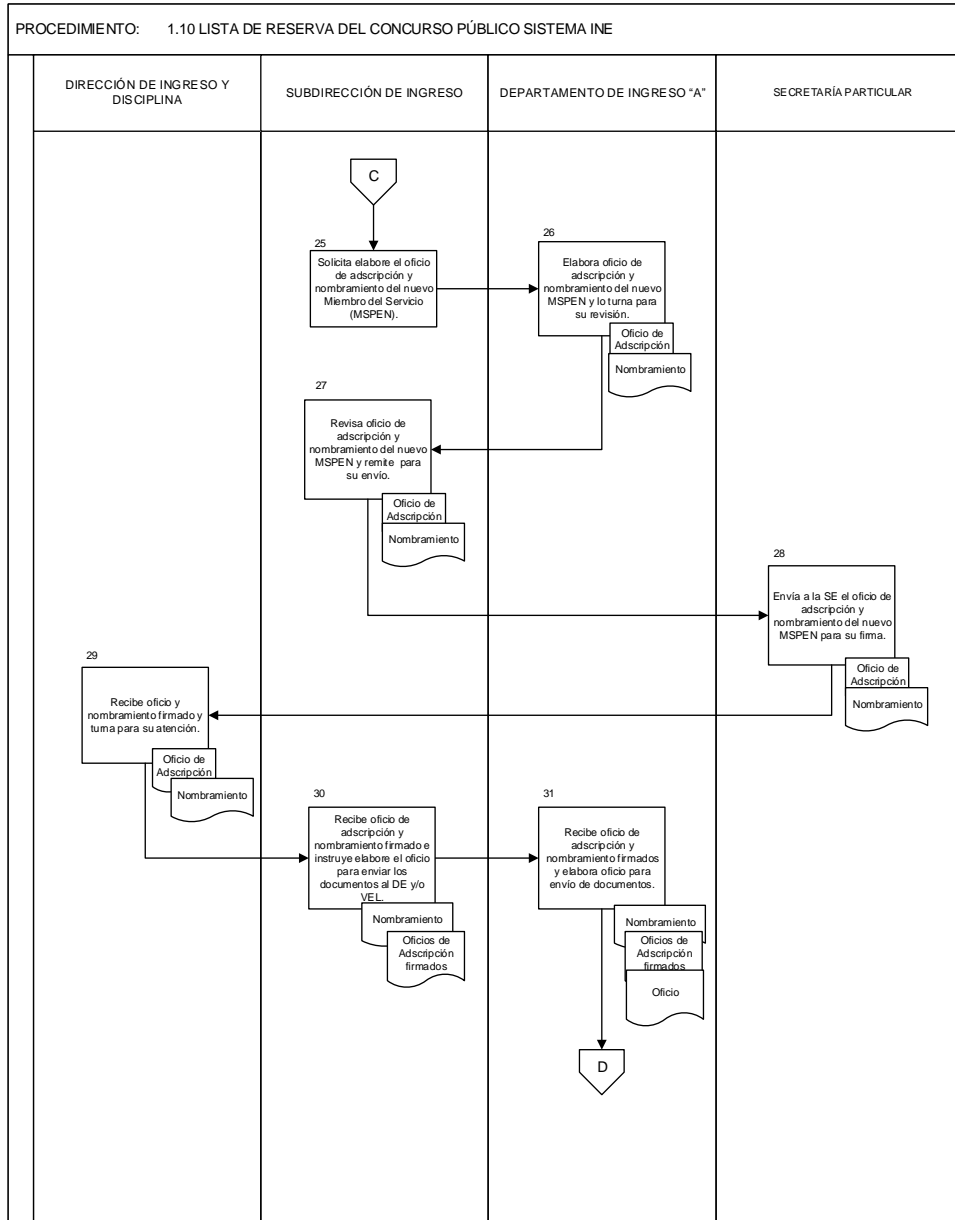 PROCEDIMIENTO: 1.10 LISTA DE RESERVA DEL CONCURSO PÚBLICO SISTEMA INE
DIRECCIÓN DE INGRESO Y
DISCIPLINA
SUBDIRECCIÓN DE INGRESO
DEPARTAMENTO DE INGRESO “A”
SECRETARÍA PARTICULAR
C
25
Solicita elabore el oficio
de adscripción y
nombramiento del nuevo
Miembro del Servicio
(MSPEN).
26
Elabora oficio de
adscripción y
nombramiento del nuevo
MSPEN y lo turna para
su revisión.
Oficio de
Adscripción
Nombramiento
27
Revisa oficio de
adscripción y
nombramiento del nuevo
MSPEN y remite para
su envío.
Oficio de
Adscripción
Nombramiento
28
Envía a la SE el oficio de
adscripción y
nombramiento del nuevo
MSPEN para su firma.
Oficio de
Adscripción
Nombramiento
29
Recibe oficio y
nombramiento firmado y
turna para su atención.
Oficio de
Adscripción
Nombramiento
30
Recibe oficio de
adscripción y
nombramiento firmado e
instruye elabore el oficio
para enviar los
documentos al DE y/o
VEL.
Nombramiento
Oficios de
Adscripción
firmados
31
Recibe oficio de
adscripción y
nombramiento firmados
y elabora oficio para
envío de documentos.
Nombramiento
Oficios de
Adscripción
firmados
Oficio
D